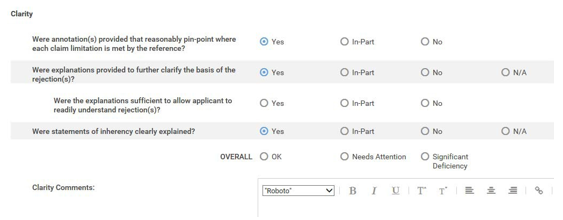 Clarity
Were annotation(s) provided that reasonably pin-point where
each claim limitation is met by the reference?
Yes In-Part No
Were explanations provided to further clarify the basis of the
rejection(s)?
Yes In-Part No N/A
Were the explanations sufficient to allow applicant to
readily understand rejection(s)?
Yes In-Part No
Were statements of inherency clearly explained?
Yes In-Part No N/A
OVERALL OK Needs Attention Significant
Deficiency
Clarity Comments:
"Roboto" B I U T T